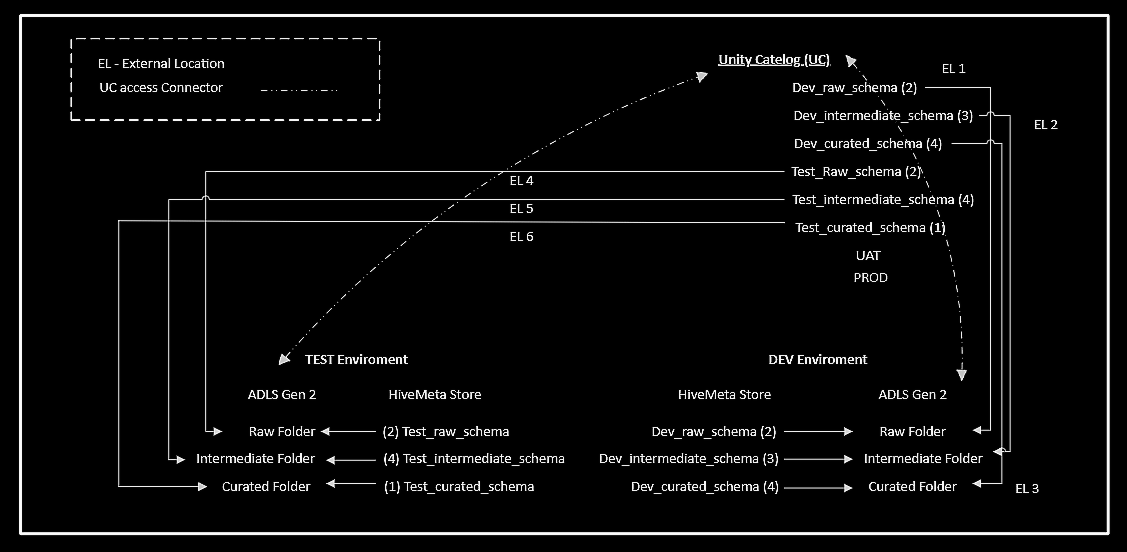 EL - External Location
UC access Connector
Unity Catelog (UC)
EL 1
Dev_raw_schema (2)
Dev_intermediate_schema (3)
EL 2
Dev_curated_schema (4)
Test_Raw_schema (2)
EL 4
Test_intermediate_schema (4)
EL 5
Test_curated_schema (1)
EL 6
UAT
PROD
TEST Enviroment
ADLS Gen 2
HiveMeta Store
Raw Folder
(2) Test_raw_schema
Intermediate Folder
(4) Test_intermediate_schema
Curated Folder
(1) Test_curated_schema
DEV Enviroment
HiveMeta Store
ADLS Gen 2
Dev_raw_schema (2)
Raw Folder
Dev_intermediate_schema (3)
Intermediate Folder
Dev_curated_schema (4)
Curated Folder
EL 3